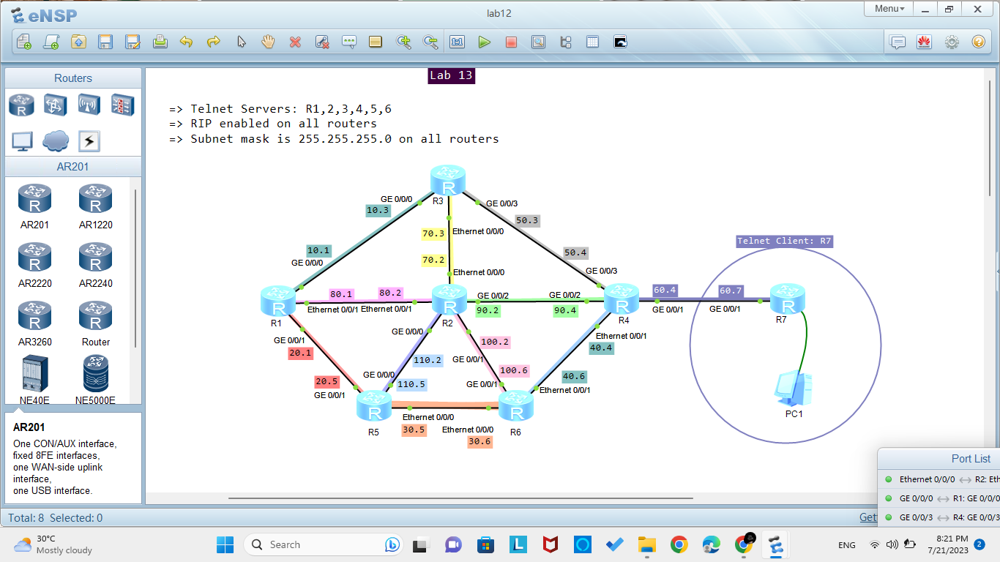 eNSP
lab12
Menu
Routers
AR201
AR201
AR1220
AR2220
AR2240
AR3260
Router
NE40E
NE5000E
AR201
One CON/AUX interface,
fixed 8FE interfaces,
one WAN-side uplink
interface,
one USB interface.
Lab 13
=> Telnet Servers: R1,2,3,4,5,6
=> RIP enabled on all routers
=> Subnet mask is 255.255.255.0 on all routers
R
R3
GE 0/0/0
GE 0/0/3
10.3
50.3
70.3
Ethernet 0/0/0
Telnet Client: R7
10.1
50.4
GE 0/0/0
70.2
Ethernet 0/0/0
GE 0/0/3
80.1
80.2
GE 0/0/2
GE 0/0/2
60.4
60.7
R
R1
Ethernet 0/0/1
Ethernet 0/0/1
R
R2
90.2
90.4
R
R4
GE 0/0/1
GE 0/0/1
R
R7
GE 0/0/1
GE 0/0/0
Ethernet 0/0/1
20.1
100.2
40.4
110.2
GE 0/0/1
100.6
20.5
GE 0/0/0
110.5
GE 0/0/1
40.6
GE 0/0/1
Ethernet 0/0/1
R
R5
R
R6
Ethernet 0/0/0
Ethernet 0/0/0
30.5
30.6
PC1
Port List
Ethernet 0/0/0 R2: Eth
GE 0/0/0 R1: GE 0/0/0
GE 0/0/3 R4: GE 0/0/3
Total: 8 Selected: 0
Get
30°C
Mostly cloudy
Search
ENG
8:21 PM
7/21/2023
2